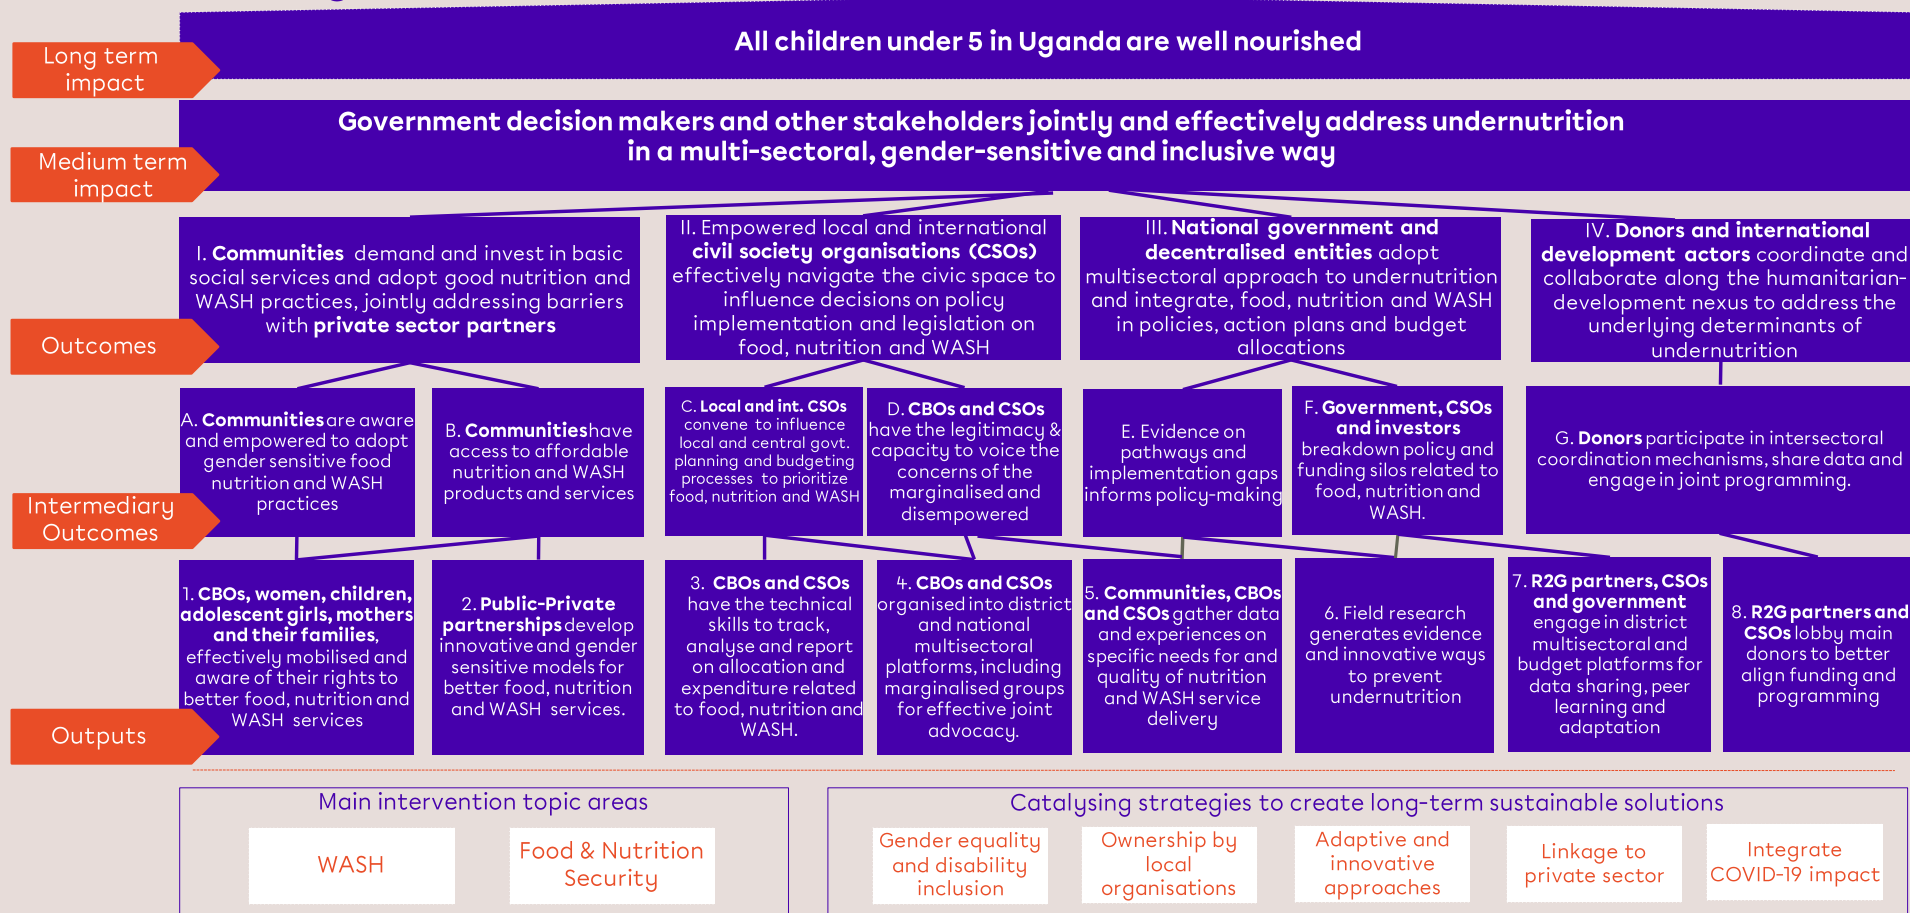 All children under 5 in Uganda are well nourished
Long term
impact
Government decision makers and other stakeholders jointly and effectively address undernutrition
in a multi-sectoral, gender-sensitive and inclusive way
Medium term
impact
I. Communities demand and invest in basic
social services and adopt good nutrition and
WASH practices, jointly addressing barriers
with private sector partners
II. Empowered local and international
civil society organisations (CSOs)
effectively navigate the civic space to
influence decisions on policy
implementation and legislation on
food, nutrition and WASH
III. National government and
decentralised entities adopt
multisectoral approach to undernutrition
and integrate, food, nutrition and WASH
in policies, action plans and budget
allocations
IV. Donors and international
development actors coordinate and
collaborate along the humanitarian-
development nexus to address the
underlying determinants of
undernutrition
Outcomes
A. Communities are aware
and empowered to adopt
gender sensitive food
nutrition and WASH
practices
B. Communities have
access to affordable
nutrition and WASH
products and services
C. Local and int. CSOs
convene to influence
local and central govt.
planning and budgeting
processes to prioritize
food, nutrition and WASH
D. CBOs and CSOs
have the legitimacy &
capacity to voice the
concerns of the
marginalised and
disempowered
E. Evidence on
pathways and
implementation gaps
informs policy-making
F. Government, CSOs
and investors
breakdown policy and
funding silos related to
food, nutrition and
WASH.
G. Donors participate in intersectoral
coordination mechanisms, share data and
engage in joint programming.
Intermediary
Outcomes
1. CBOs, women, children,
adolescent girls, mothers
and their families,
effectively mobilised and
aware of their rights to
better food, nutrition and
WASH services
2. Public-Private
partnerships develop
innovative and gender
sensitive models for
better food, nutrition
and WASH services.
3. CBOs and CSOs
have the technical
skills to track,
analyse and report
on allocation and
expenditure related
to food, nutrition and
WASH.
4. CBOs and CSOs
organised into district
and national
multisectoral
platforms, including
marginalised groups
for effective joint
advocacy.
5. Communities, CBOs
and CSOs gather data
and experiences on
specific needs for and
quality of nutrition
and WASH service
delivery
6. Field research
generates evidence
and innovative ways
to prevent
undernutrition
7. R2G partners, CSOs
and government
engage in district
multisectoral and
budget platforms for
data sharing, peer
learning and
adaptation
8. R2G partners and
CSOs lobby main
donors to better
align funding and
programming
Outputs
Main intervention topic areas
WASH
Food & Nutrition
Security
Catalysing strategies to create long-term sustainable solutions
Gender equality
and disability
inclusion
Ownership by
local
organisations
Adaptive and
innovative
approaches
Linkage to
private sector
Integrate
COVID-19 impact